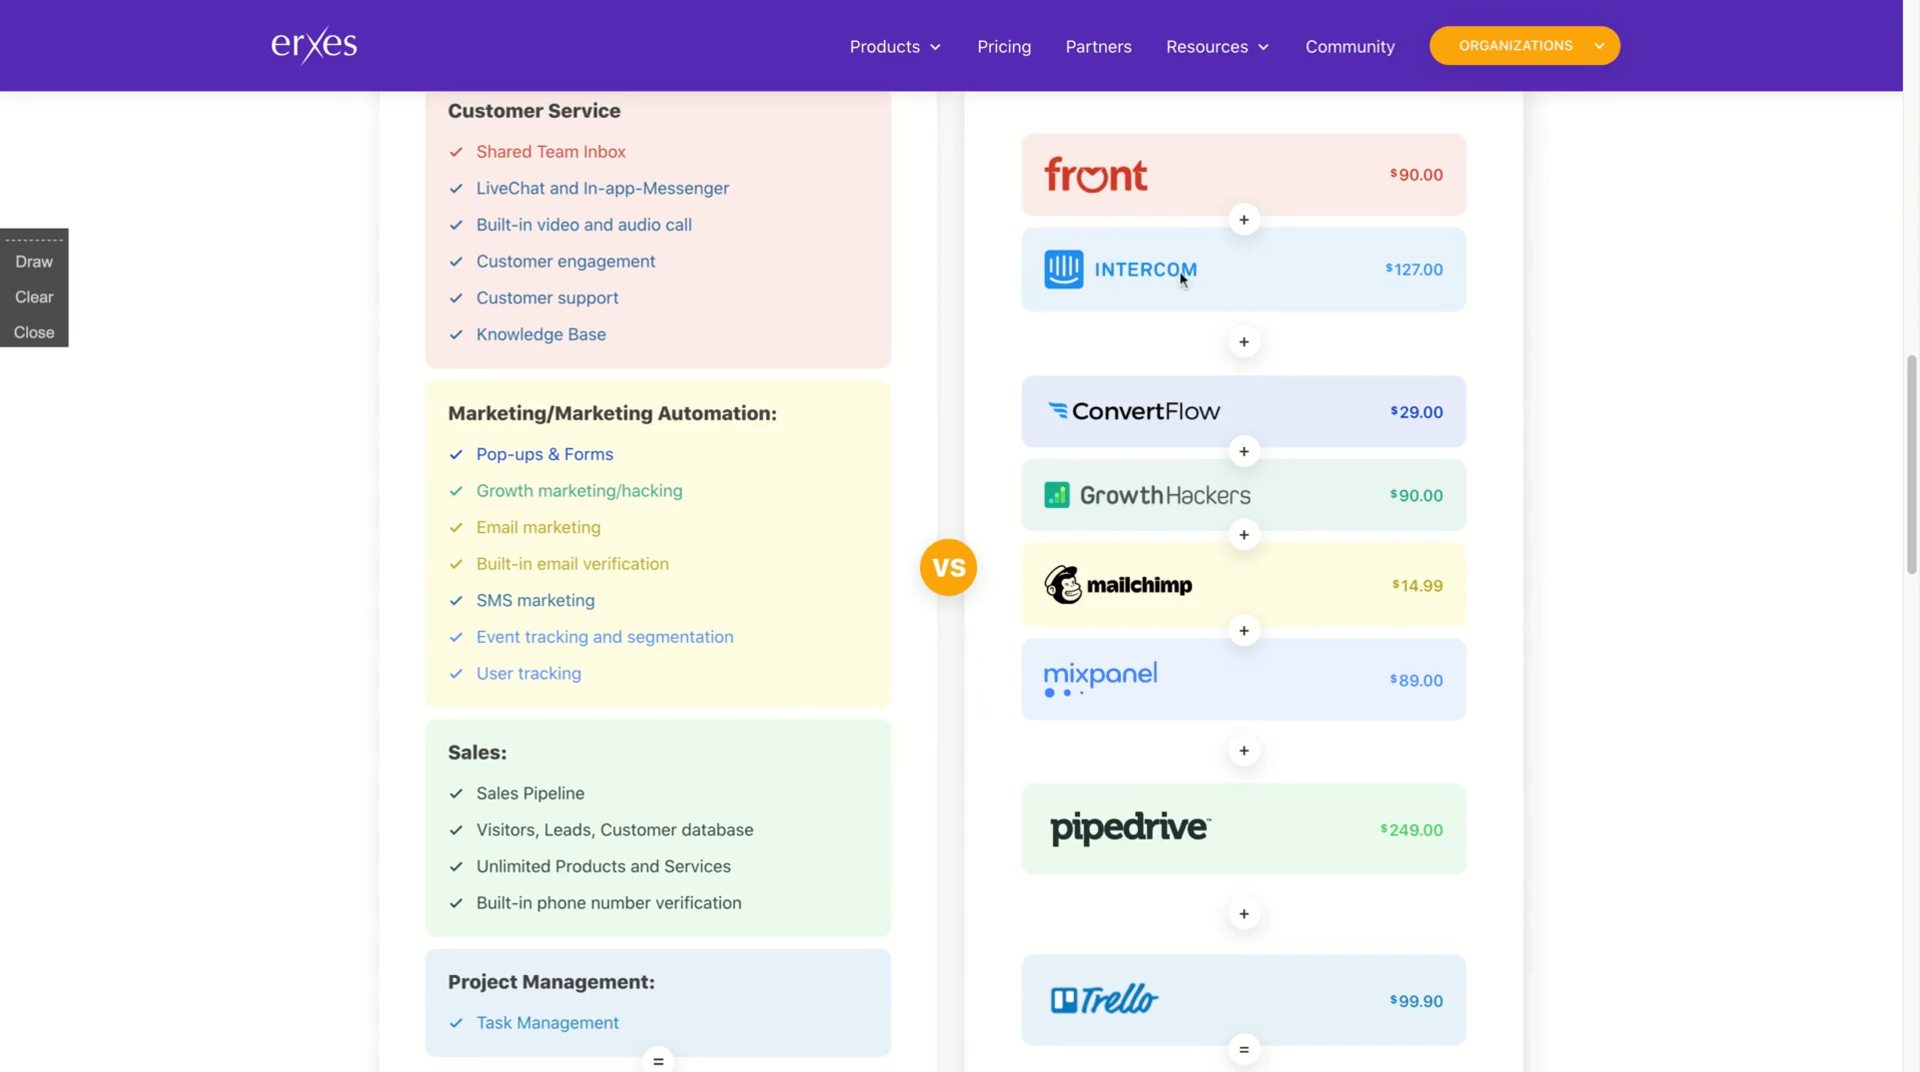 erxes
Products
Pricing
Partners
Resources
Community
ORGANIZATIONS
Draw
Clear
Close
Customer Service
Shared Team Inbox
LiveChat and In-app-Messenger
Built-in video and audio call
Customer engagement
Customer support
Knowledge Base
Marketing/Marketing Automation:
Pop-ups & Forms
Growth marketing/hacking
Email marketing
Built-in email verification
SMS marketing
Event tracking and segmentation
User tracking
Sales:
Sales Pipeline
Visitors, Leads, Customer database
Unlimited Products and Services
Built-in phone number verification
Project Management:
Task Management
=
VS
front $90.00
+
INTERCOM $127.00
+
ConvertFlow $29.00
+
GrowthHackers $90.00
+
mailchimp $14.99
+
mixpanel $89.00
+
pipedrive™ $249.00
+
Trello $99.90
=